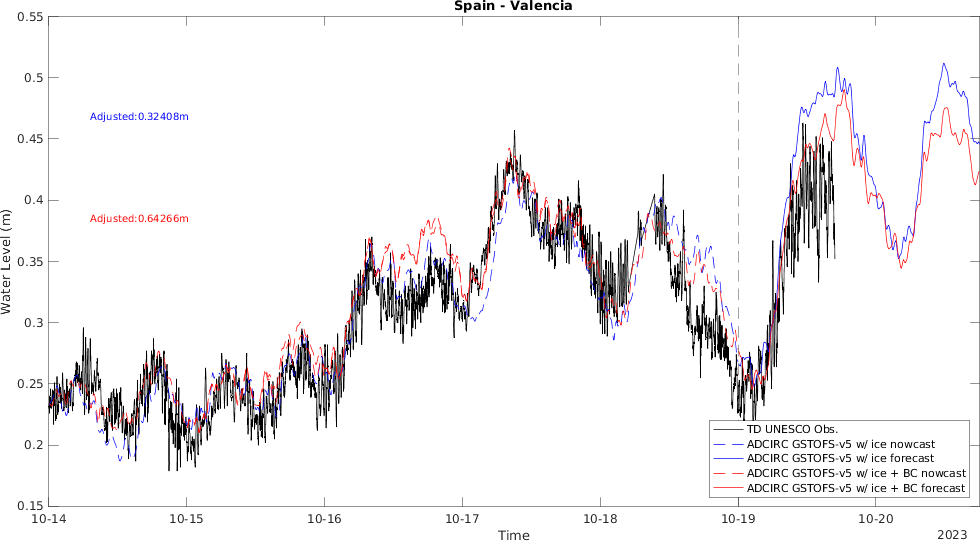 Spain - Valencia
0.55
0.5
0.45
0.4
0.35
0.3
0.25
0.2
0.15
Water Level (m)
Adjusted:0.32408m
Adjusted:0.64266m
TD UNESCO Obs.
ADCIRC GSTOFS-v5 w/ ice nowcast
ADCIRC GSTOFS-v5 w/ ice forecast
ADCIRC GSTOFS-v5 w/ ice + BC nowcast
ADCIRC GSTOFS-v5 w/ ice + BC forecast
10-14 10-15 10-16 10-17 10-18 10-19 10-20
Time
2023